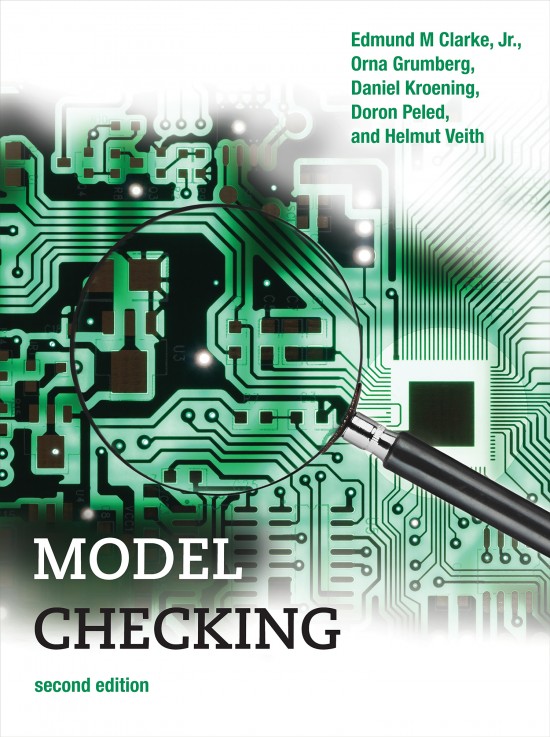 Edmund M Clarke, Jr.,
Orna Grumberg,
Daniel Kroening,
Doron Peled,
and Helmut Veith
MODEL
CHECKING
second edition